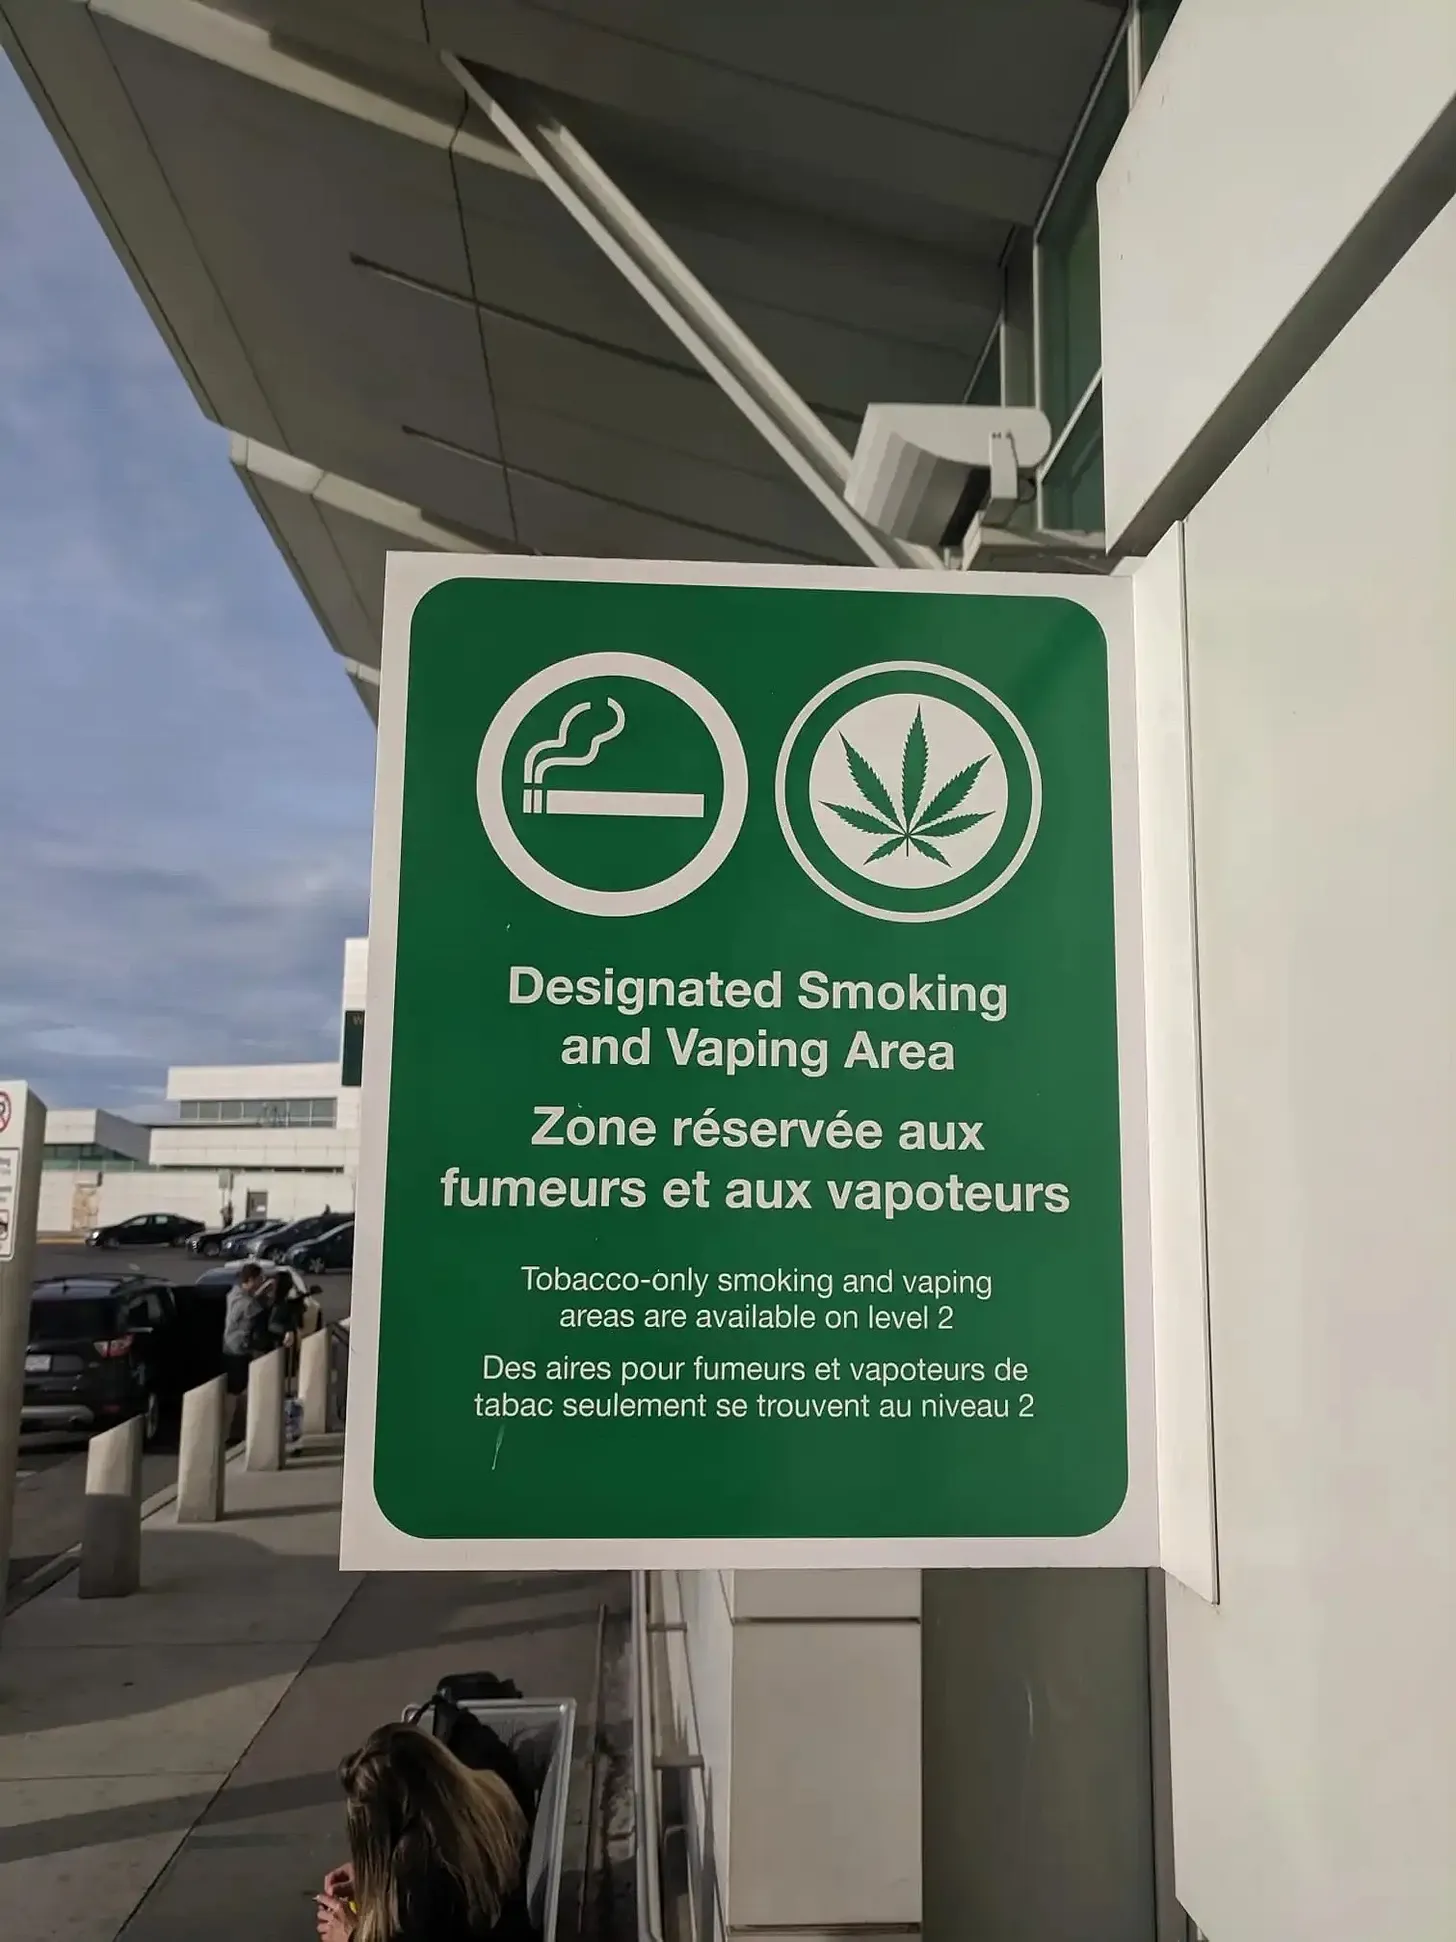 Designated Smoking
and Vaping Area
Zone réservée aux
fumeurs et aux vapoteurs
Tobacco-only smoking and vaping
areas are available on level 2
Des aires pour fumeurs et vapoteurs de
tabac seulement se trouvent au niveau 2